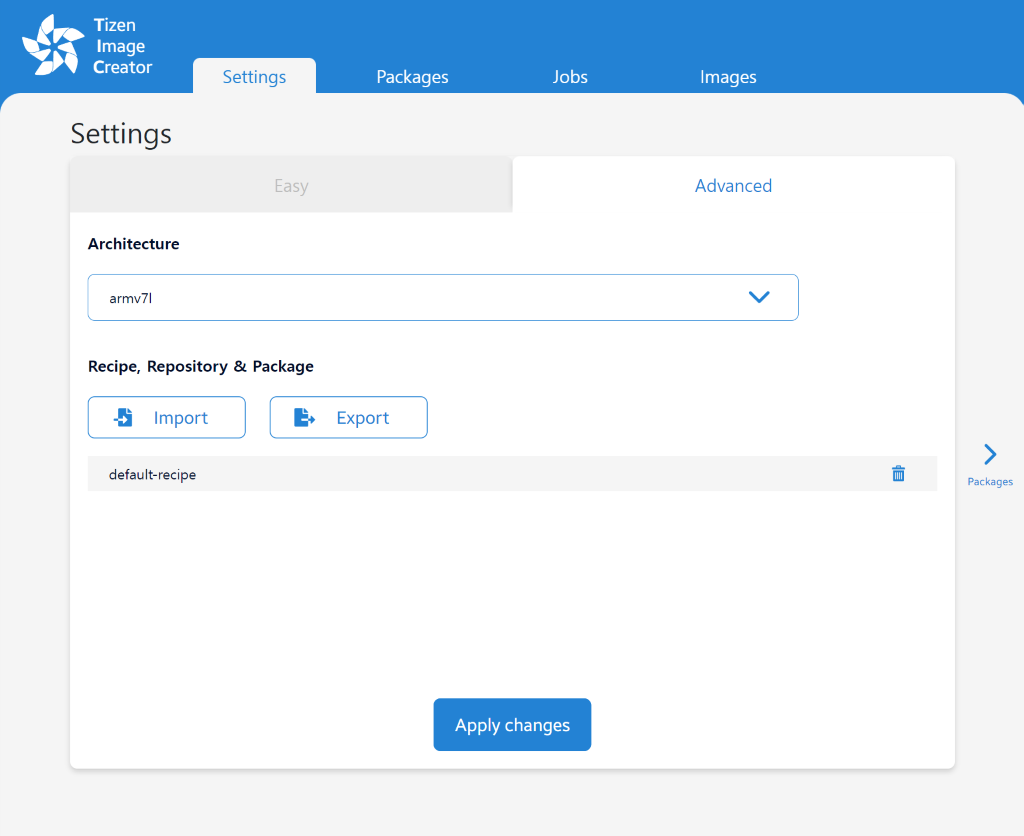 Tizen
Image
Creator
Settings
Packages
Jobs
Images
Settings
Easy
Advanced
Architecture
armv7l
Recipe, Repository & Package
Import
Export
default-recipe
Packages
Apply changes